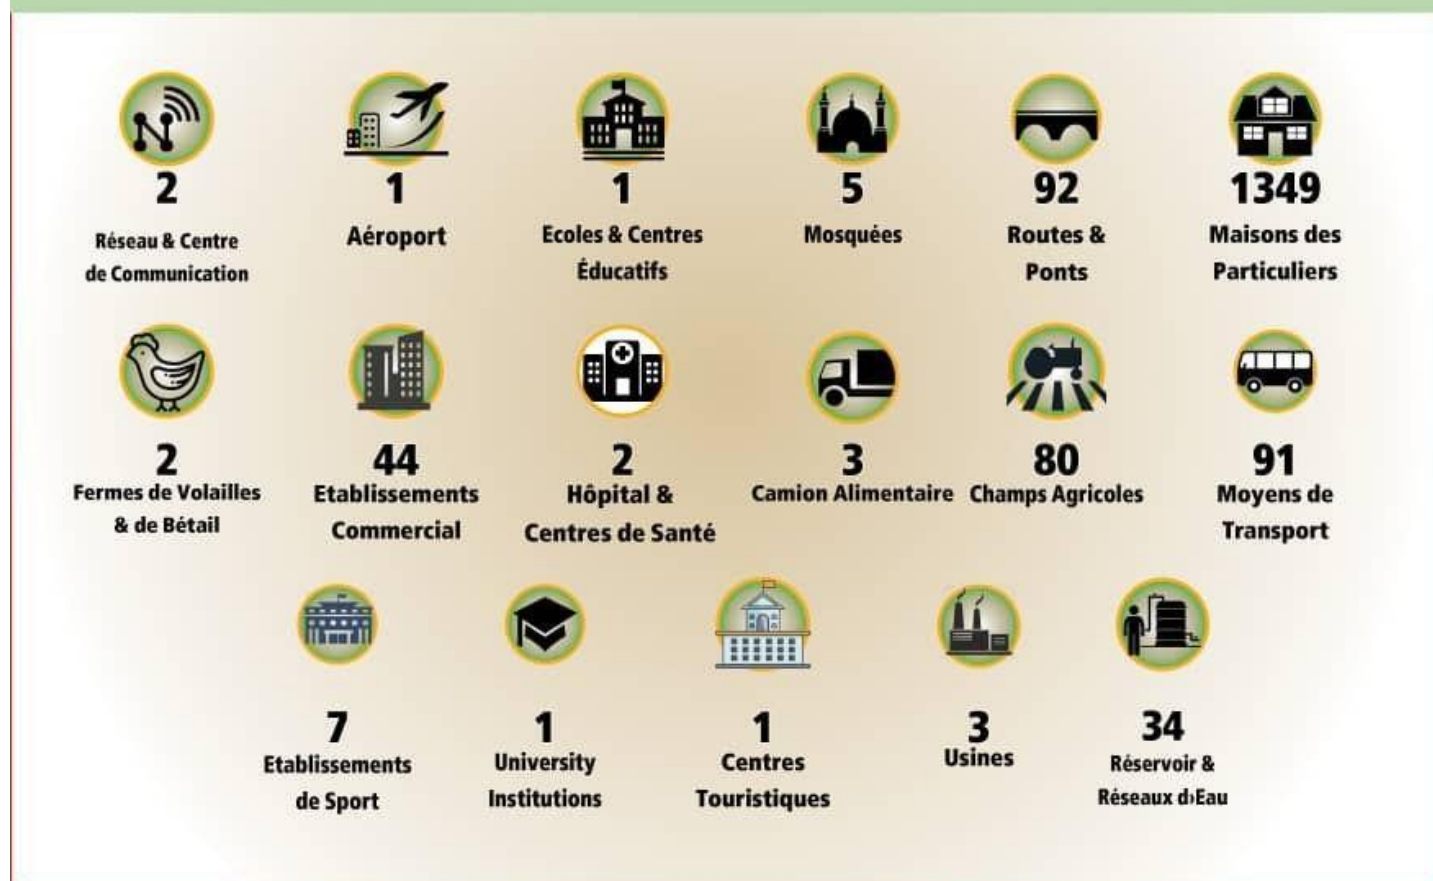 2
Réseau & Centre
de Communication
1
Aéroport
1
Ecoles & Centres
Éducatifs
5
Mosquées
92
Routes &
Ponts
1349
Maisons des
Particuliers
2
Fermes de Volailles
& de Bétail
44
Etablissements
Commercial
2
Hôpital &
Centres de Santé
3
Camion Alimentaire
80
Champs Agricoles
91
Moyens de
Transport
7
Etablissements
de Sport
1
University
Institutions
1
Centres
Touristiques
3
Usines
34
Réservoir &
Réseaux d›Eau